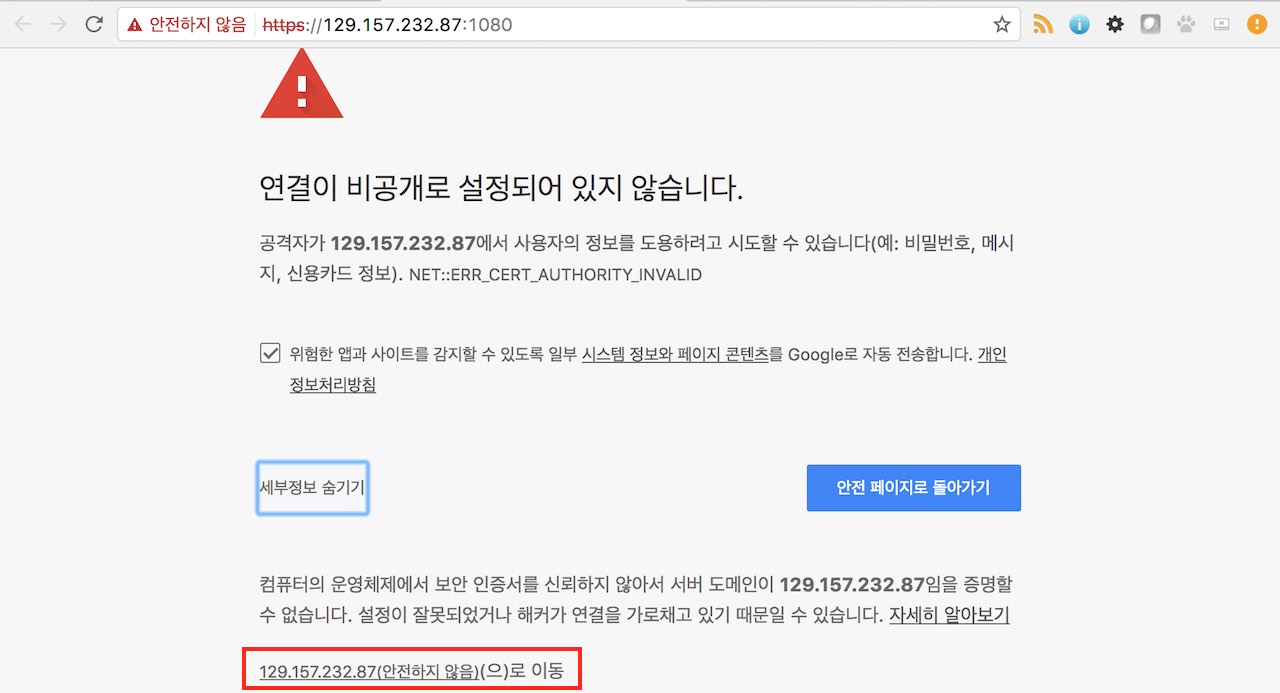 안전하지 않음 https://129.157.232.87:1080
연결이 비공개로 설정되어 있지 않습니다.
공격자가 129.157.232.87에서 사용자의 정보를 도용하려고 시도할 수 있습니다(예: 비밀번호, 메시
지, 신용카드 정보). NET::ERR_CERT_AUTHORITY_INVALID
위험한 앱과 사이트를 감지할 수 있도록 일부 시스템 정보와 페이지 콘텐츠를 Google로 자동 전송합니다. 개인
정보처리방침
세부정보 숨기기
안전 페이지로 돌아가기
컴퓨터의 운영체제에서 보안 인증서를 신뢰하지 않아서 서버 도메인이 129.157.232.87임을 증명할
수 없습니다. 설정이 잘못되었거나 해커가 연결을 가로채고 있기 때문일 수 있습니다. 자세히 알아보기
129.157.232.87(안전하지 않음)(으)로 이동